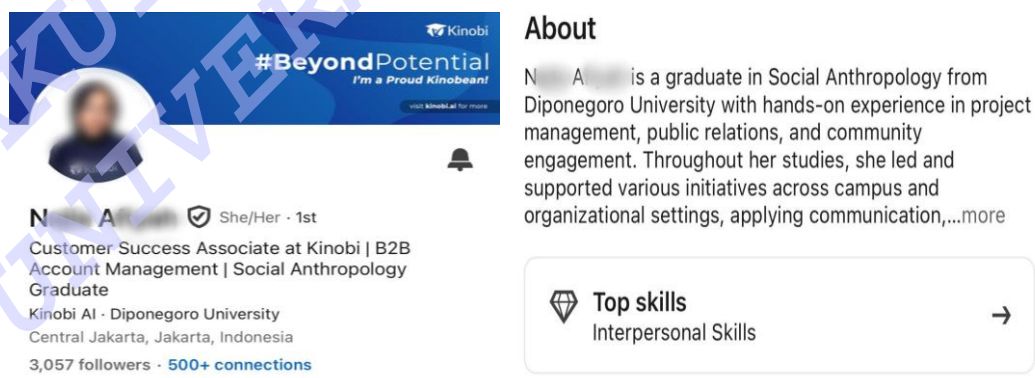 Kinobi
#BeyondPotential
I'm a Proud Kinobean!
visit kinobi.ai for more
N A She/Her · 1st
Customer Success Associate at Kinobi | B2B
Account Management | Social Anthropology
Graduate
Kinobi AI · Diponegoro University
Central Jakarta, Jakarta, Indonesia
3,057 followers · 500+ connections
About
N A is a graduate in Social Anthropology from
Diponegoro University with hands-on experience in project
management, public relations, and community
engagement. Throughout her studies, she led and
supported various initiatives across campus and
organizational settings, applying communication,...more
Top skills
Interpersonal Skills